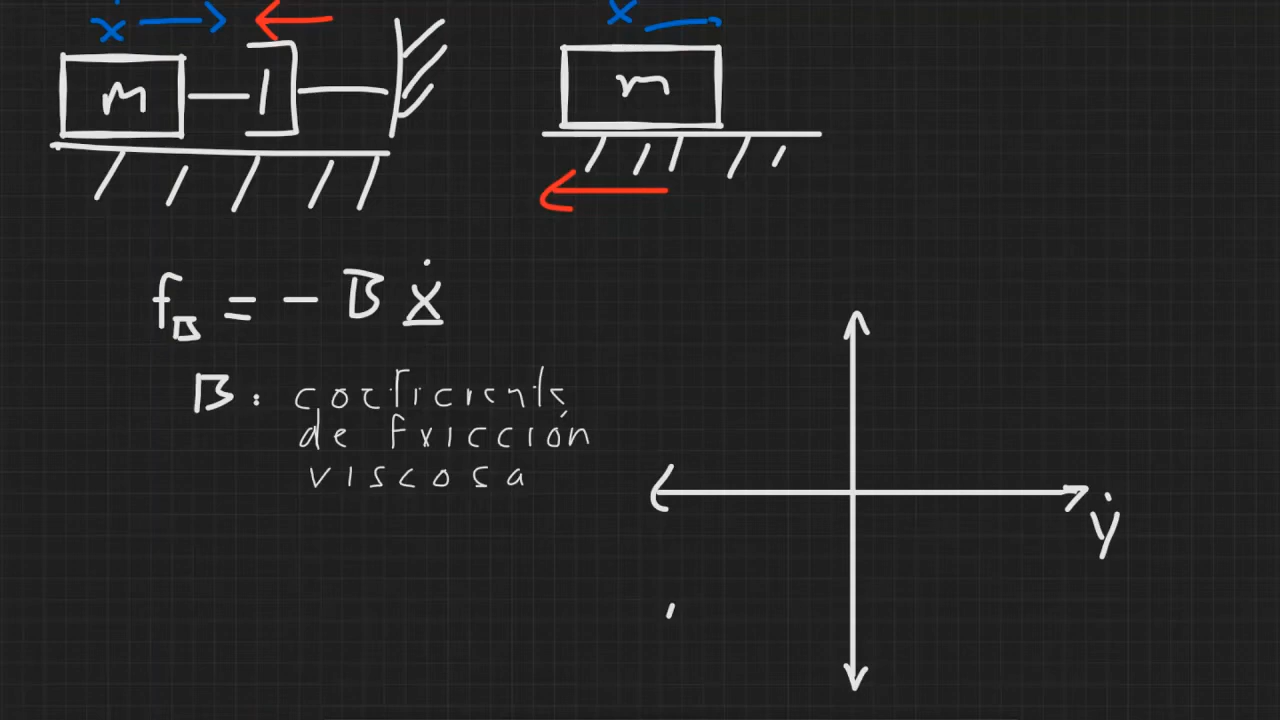 ẋ
x
m
m
f_B = - B ẋ
B: coeficiente
de fricción
viscosa
ẏ